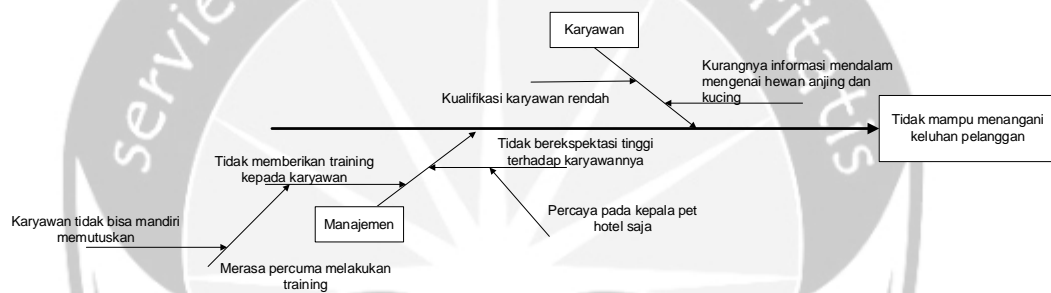 servie
ritatis
Karyawan
Kurangnya informasi mendalam
mengenai hewan anjing dan
kucing
Kualifikasi karyawan rendah
Tidak mampu menangani
keluhan pelanggan
Tidak berekspektasi tinggi
terhadap karyawannya
Tidak memberikan training
kepada karyawan
Karyawan tidak bisa mandiri
memutuskan
Manajemen
Percaya pada kepala pet
hotel saja
Merasa percuma melakukan
training